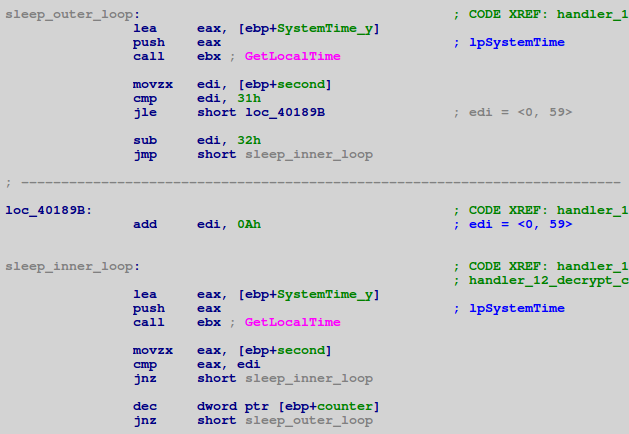 sleep_outer_loop: ; CODE XREF: handler_1
lea eax, [ebp+SystemTime_y]
push eax ; lpSystemTime
call ebx ; GetLocalTime
movzx edi, [ebp+second]
cmp edi, 31h
jle short loc_40189B ; edi = <0, 59>
sub edi, 32h
jmp short sleep_inner_loop
; ---------------------------------------------------------------------------
loc_40189B: ; CODE XREF: handler_1
add edi, 0Ah ; edi = <0, 59>
sleep_inner_loop: ; CODE XREF: handler_1
; handler_12_decrypt_c
lea eax, [ebp+SystemTime_y]
push eax ; lpSystemTime
call ebx ; GetLocalTime
movzx eax, [ebp+second]
cmp eax, edi
jnz short sleep_inner_loop
dec dword ptr [ebp+counter]
jnz short sleep_outer_loop